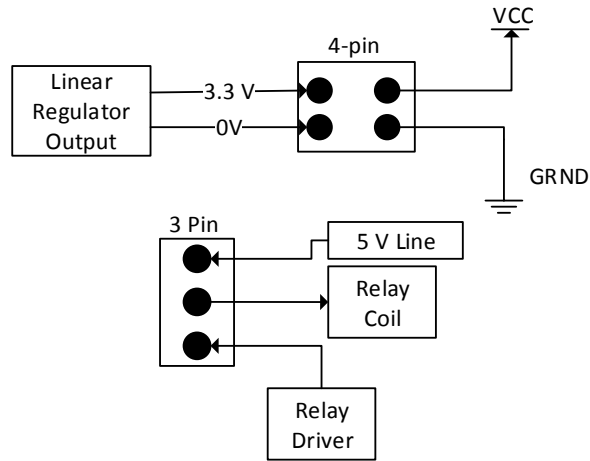 VCC
4-pin
Linear
Regulator
Output
3.3 V
0V
GRND
3 Pin
5 V Line
Relay
Coil
Relay
Driver